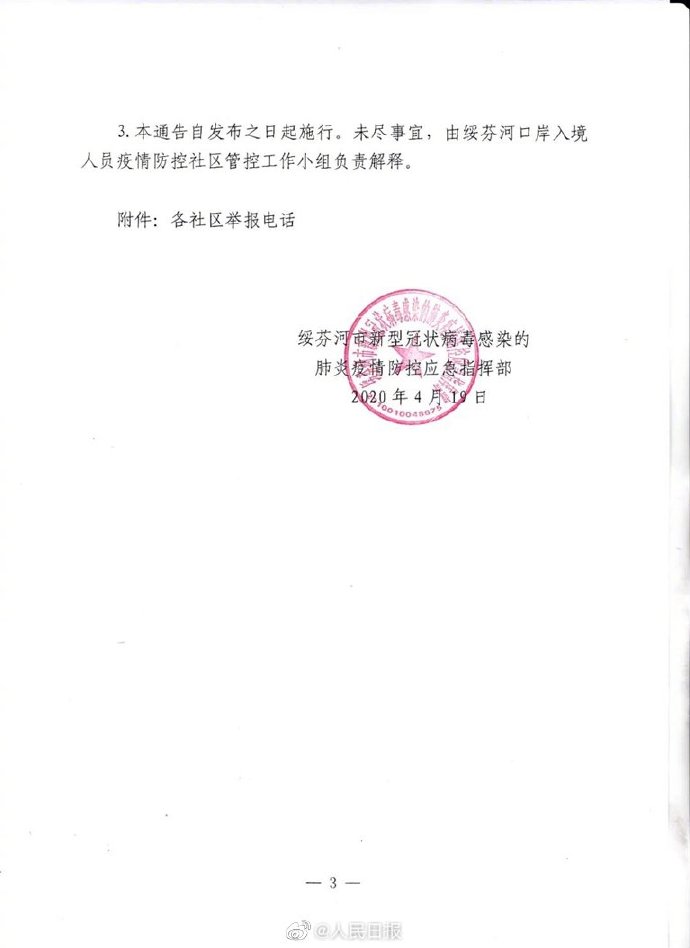 3. 本通告自发布之日起施行。未尽事宜，由绥芬河口岸入境
人员疫情防控社区管控工作小组负责解释。
附件：各社区举报电话
绥芬河市新型冠状病毒感染的
肺炎疫情防控应急指挥部
2020 年 4 月 19 日
— 3 —
@人民日报